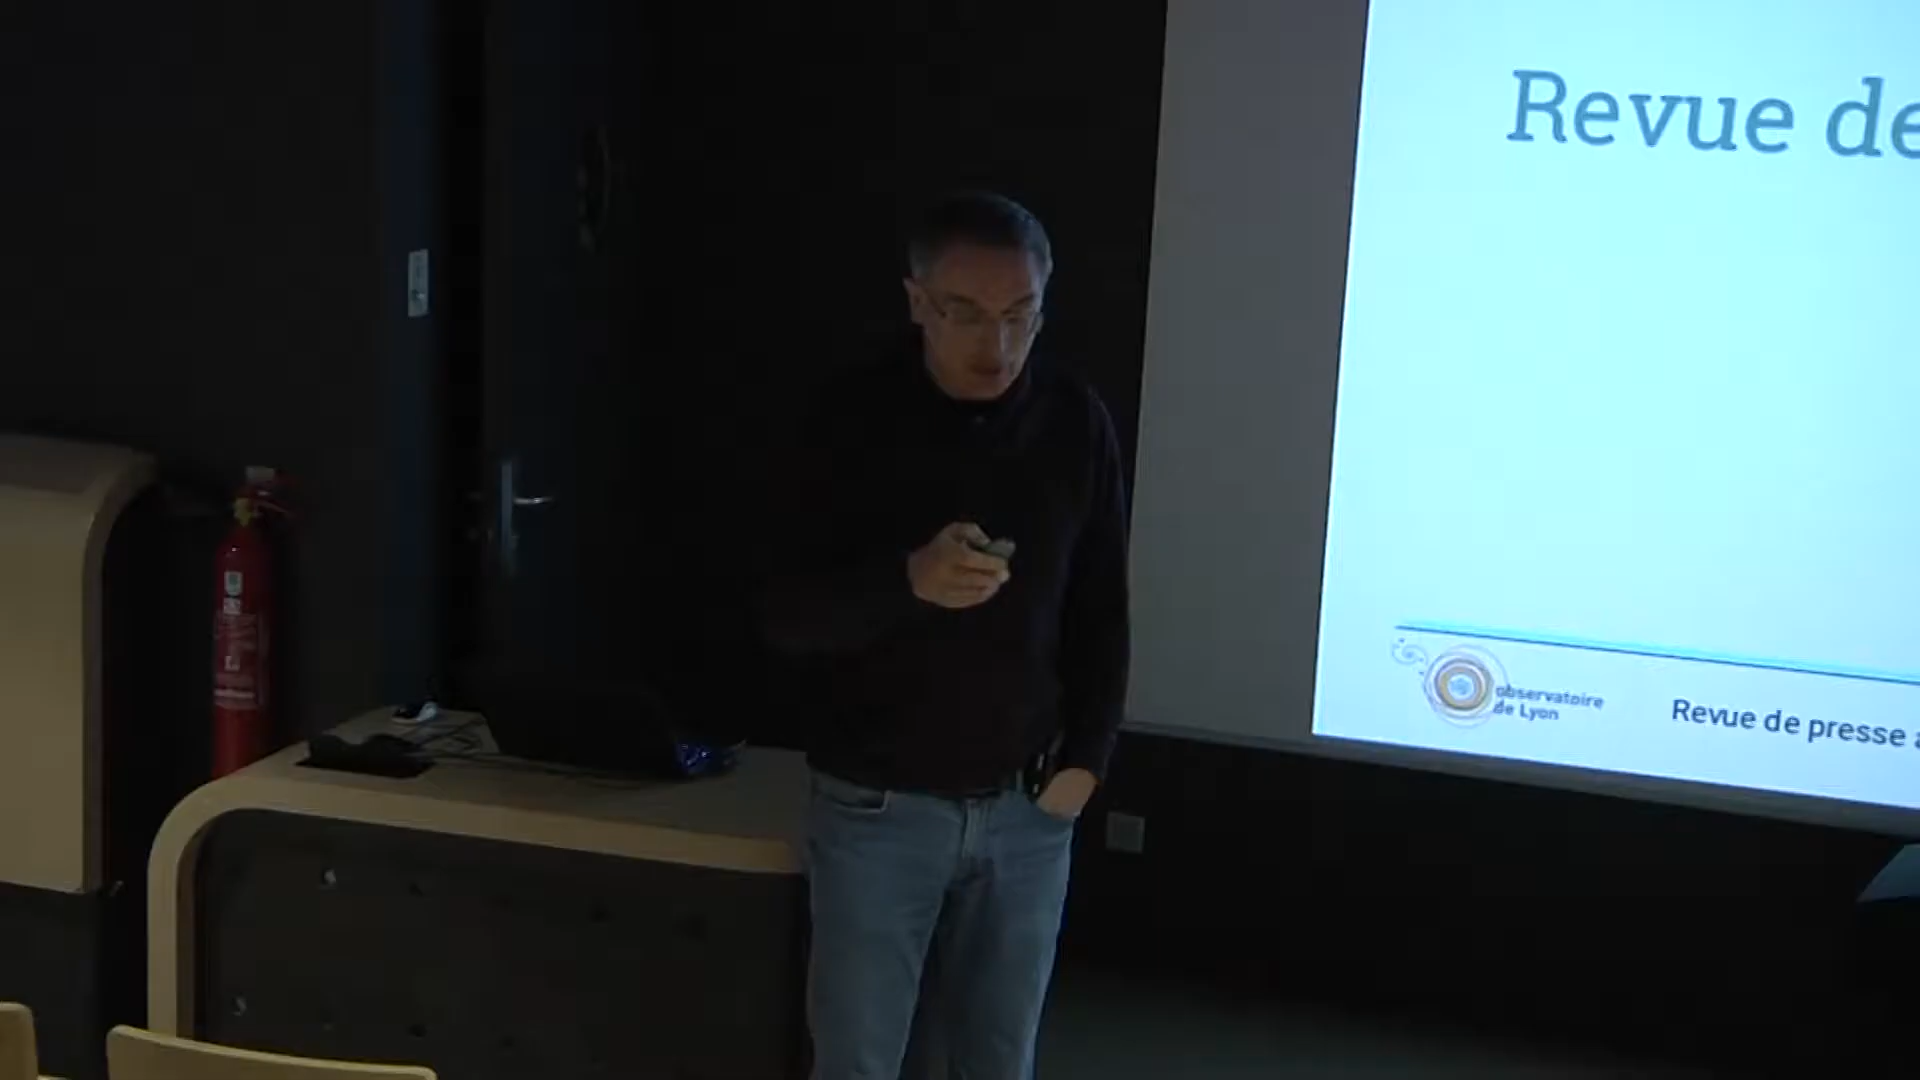 Revue de
observatoire
de Lyon
Revue de presse a